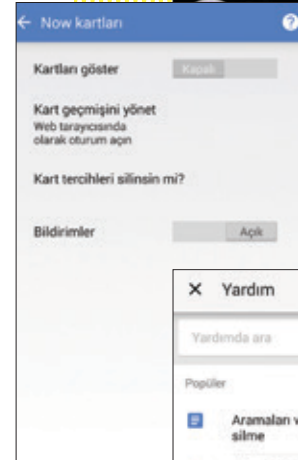 Now kartları
Kartları göster
Kapalı
Kart geçmişini yönet
Web tarayıcısında
olarak oturum açın
Kart tercihleri silinsin mi?
Bildirimler
Açık
Yardım
Yardımda ara
Popüler
Aramaları v
silme